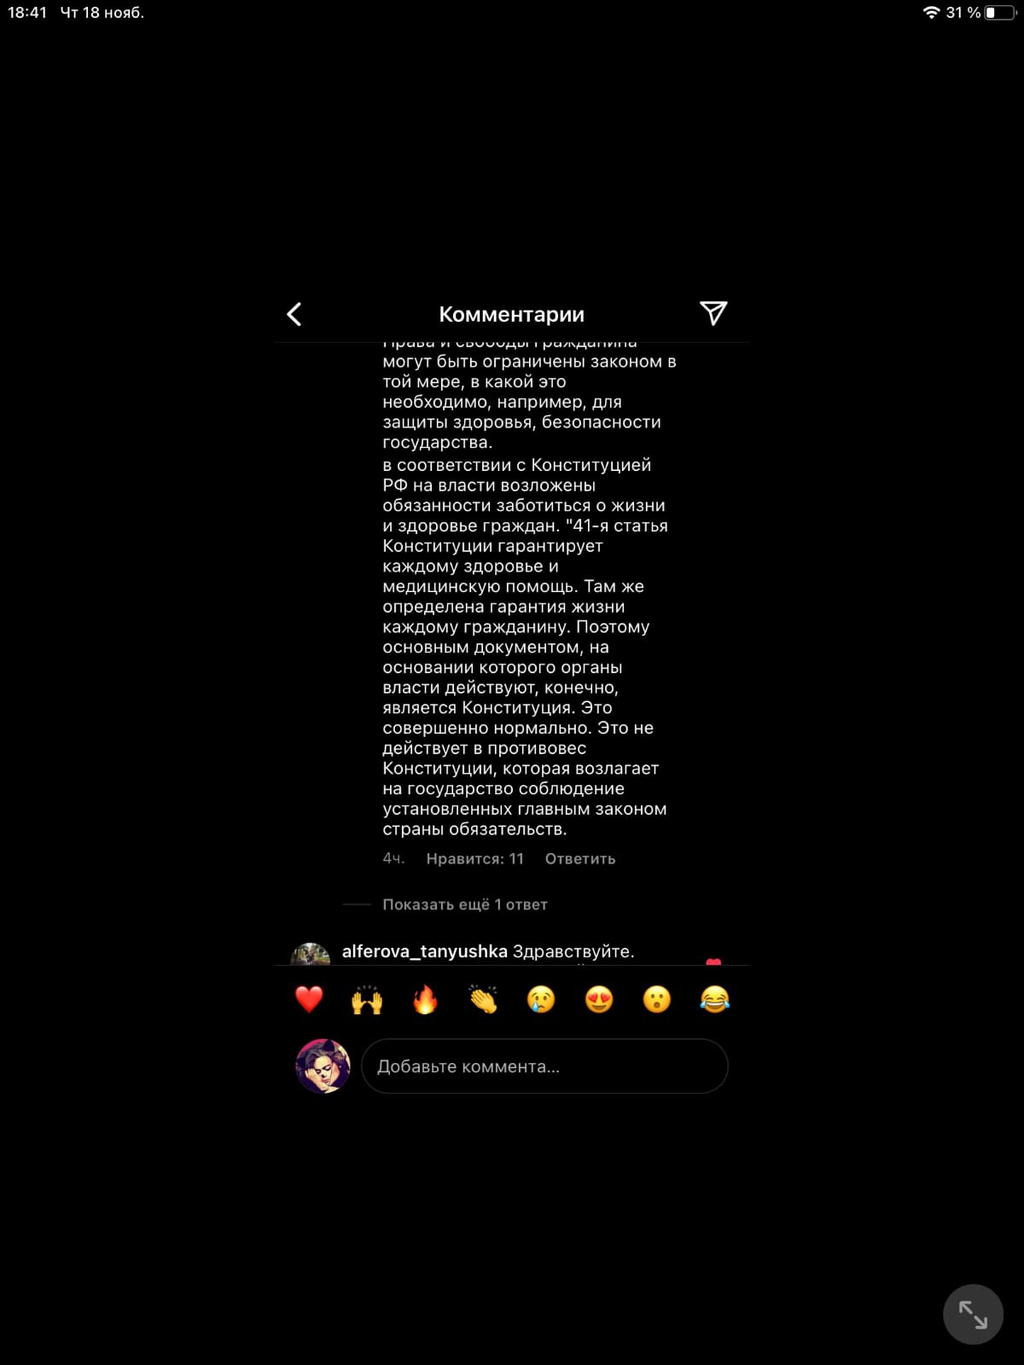 18:41 Чт 18 нояб.
31 %
Комментарии
Права и свободы гражданина
могут быть ограничены законом в
той мере, в какой это
необходимо, например, для
защиты здоровья, безопасности
государства.
в соответствии с Конституцией
РФ на власти возложены
обязанности заботиться о жизни
и здоровье граждан. "41-я статья
Конституции гарантирует
каждому здоровье и
медицинскую помощь. Там же
определена гарантия жизни
каждому гражданину. Поэтому
основным документом, на
основании которого органы
власти действуют, конечно,
является Конституция. Это
совершенно нормально. Это не
действует в противовес
Конституции, которая возлагает
на государство соблюдение
установленных главным законом
страны обязательств.
4ч. Нравится: 11 Ответить
Показать ещё 1 ответ
alferova_tanyushka Здравствуйте.
Добавьте коммента...